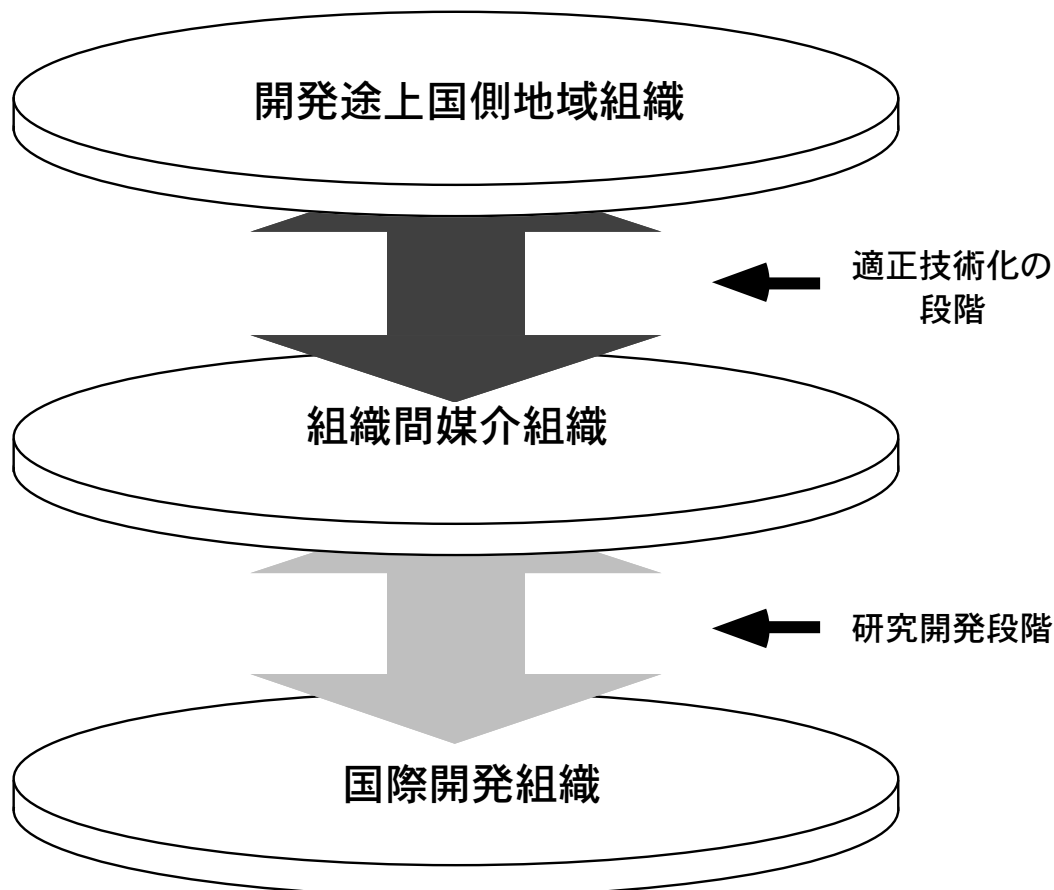 開発途上国側地域組織
適正技術化の
段階
組織間媒介組織
研究開発段階
国際開発組織